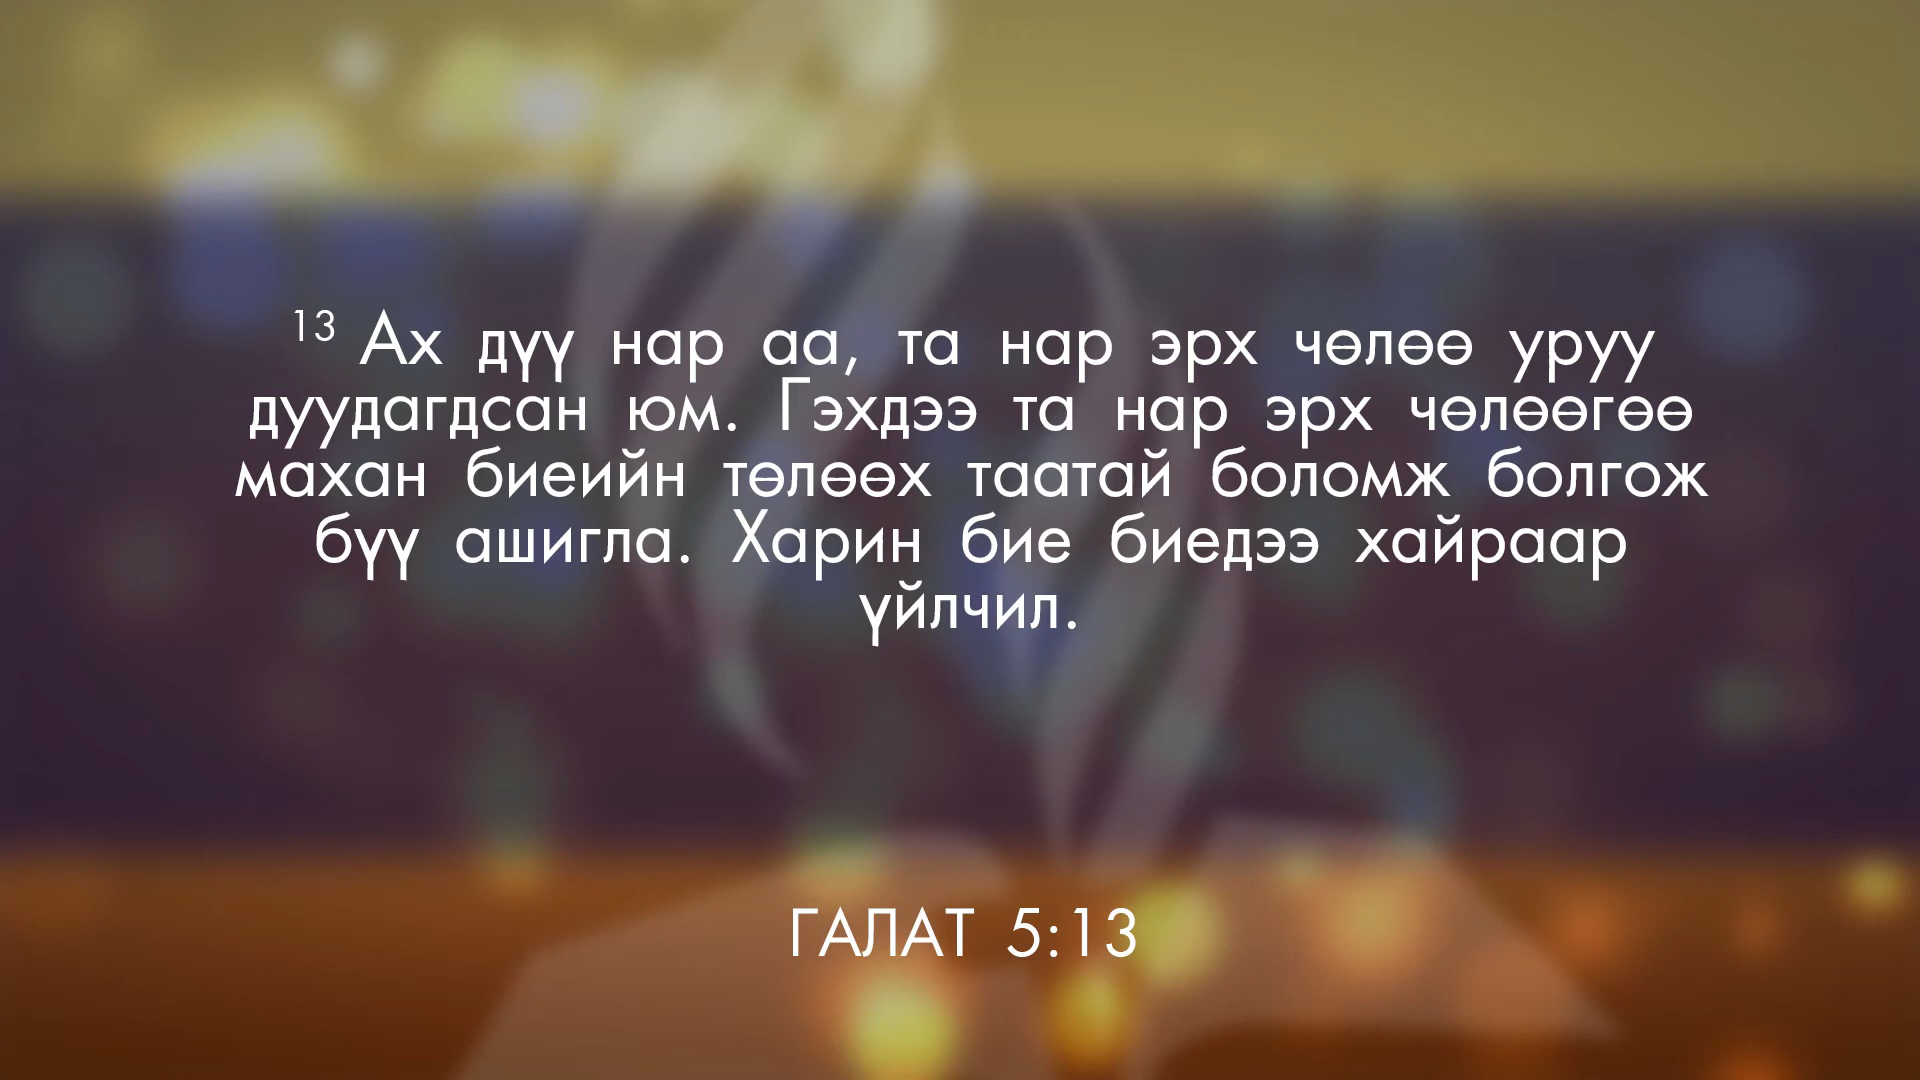 13 Ах дүү нар аа, та нар эрх чөлөө уруу
дуудагдсан юм. Гэхдээ та нар эрх чөлөөгөө
махан биеийн төлөөх таатай боломж болгож
бүү ашигла. Харин бие биедээ хайраар
үйлчил.
ГАЛАТ 5:13